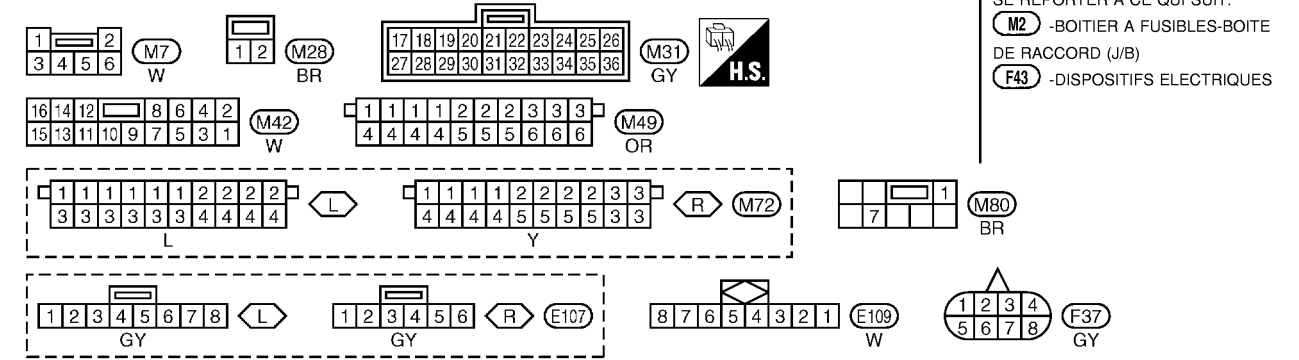 SE REPORTER A CE QUI SUIT:
M2 -BOITIER A FUSIBLES-BOITE
DE RACCORD (J/B)
F43 -DISPOSITIFS ELECTRIQUES
1 2
3 4 5 6
M7
W
1 2
M28
BR
17 18 19 20 21 22 23 24 25 26
27 28 29 30 31 32 33 34 35 36
M31
GY
H.S.
16 14 12 8 6 4 2
15 13 11 10 9 7 5 3 1
M42
W
1 1 1 1 2 2 2 3 3 3
4 4 4 4 5 5 5 6 6 6
M49
OR
1 1 1 1 1 1 2 2 2 2
3 3 3 3 3 3 4 4 4 4
L
L
1 1 1 1 2 2 2 2 3 3
4 4 4 4 5 5 5 5 3 3
R
Y
M72
1
7
M80
BR
1 2 3 4 5 6 7 8
L
GY
1 2 3 4 5 6
R
GY
E107
8 7 6 5 4 3 2 1
E109
W
1 2 3 4
5 6 7 8
F37
GY